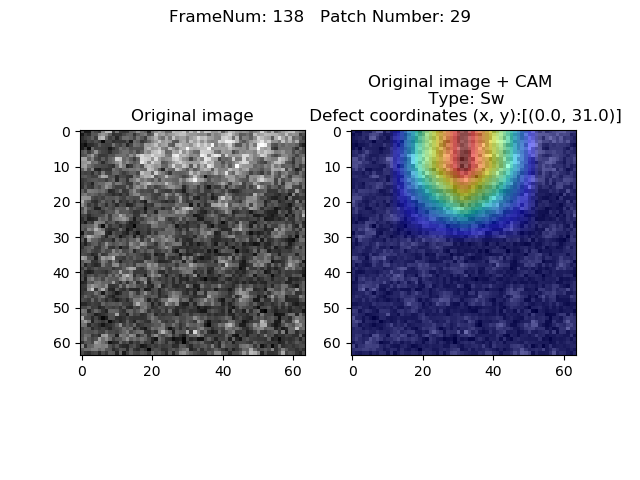 FrameNum: 138   Patch Number: 29
Original image
Original image + CAM
Type: Sw
Defect coordinates (x, y):[(0.0, 31.0)]
0
10
20
30
40
50
60
0 20 40 60
0
10
20
30
40
50
60
0 20 40 60